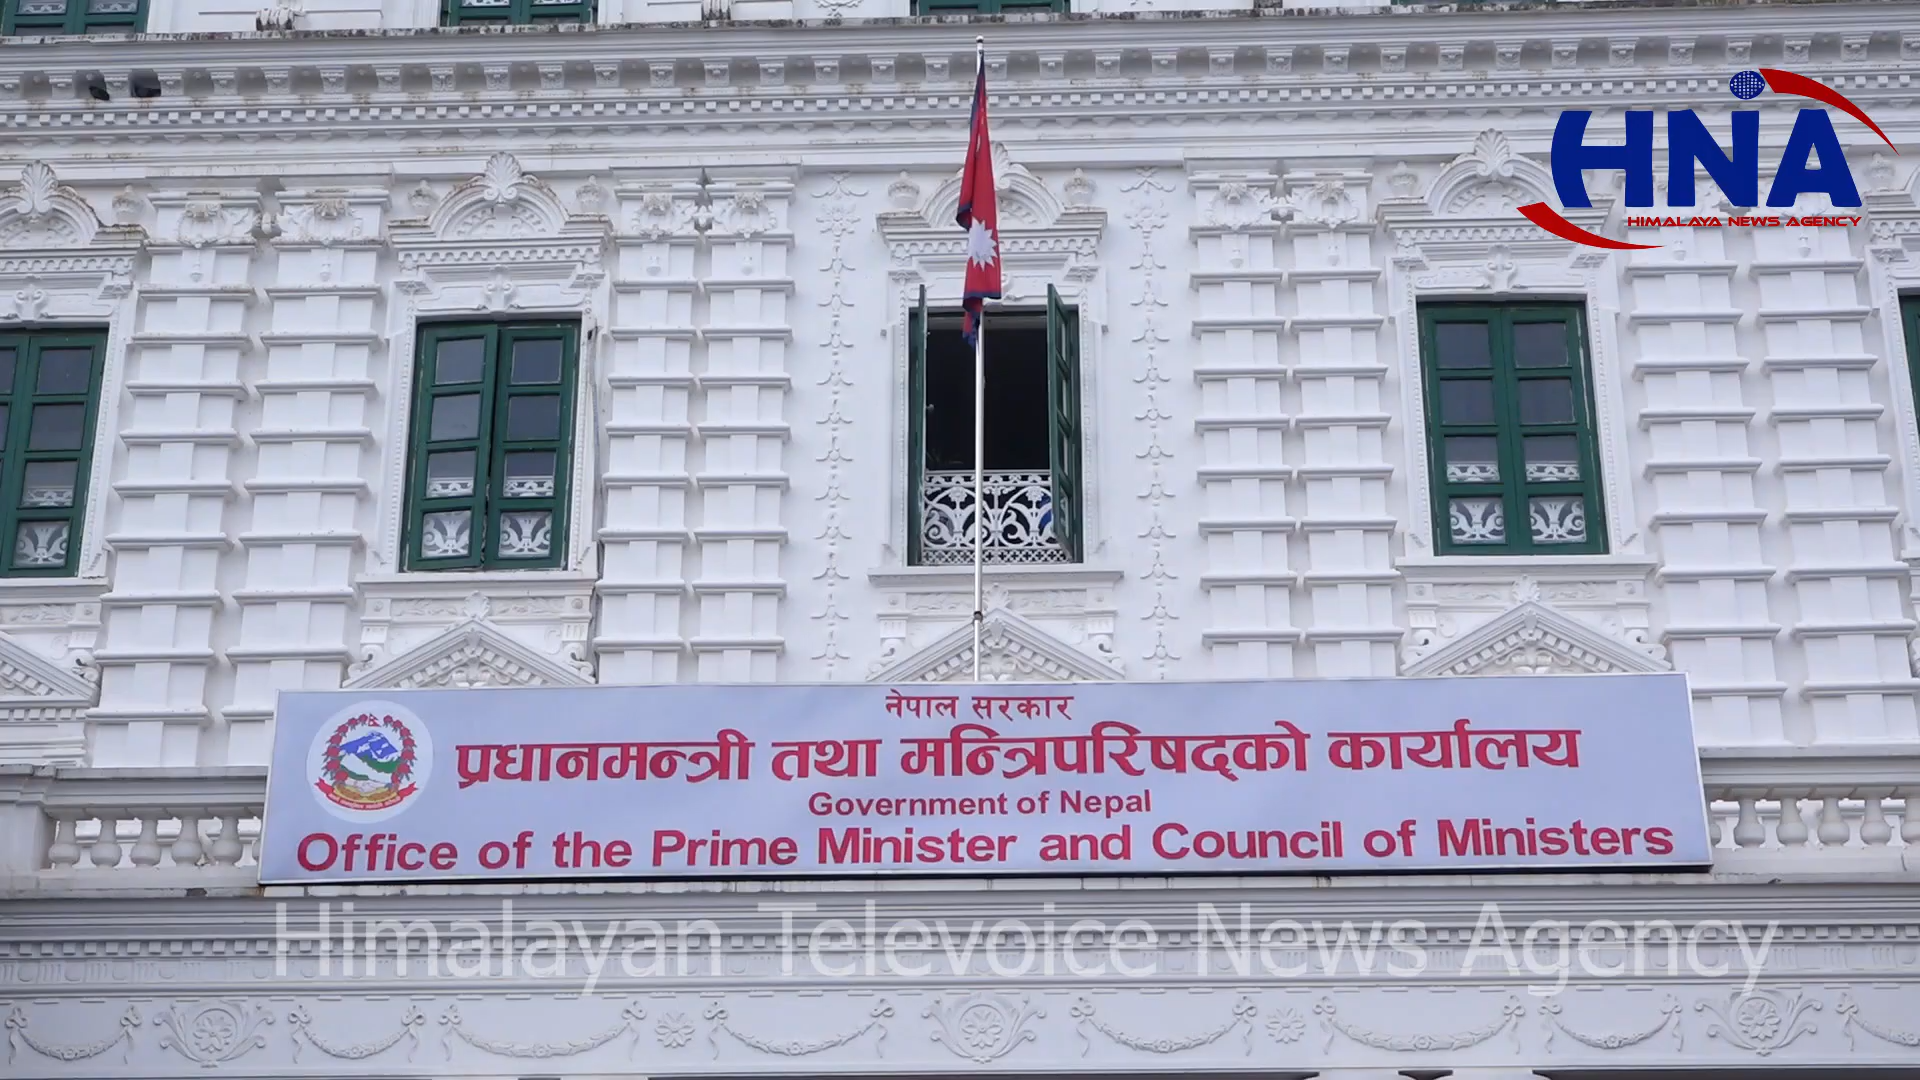 HNA
HIMALAYA NEWS AGENCY
नेपाल सरकार
प्रधानमन्त्री तथा मन्त्रिपरिषद्को कार्यालय
Government of Nepal
Office of the Prime Minister and Council of Ministers
Himalayan Televoice News Agency